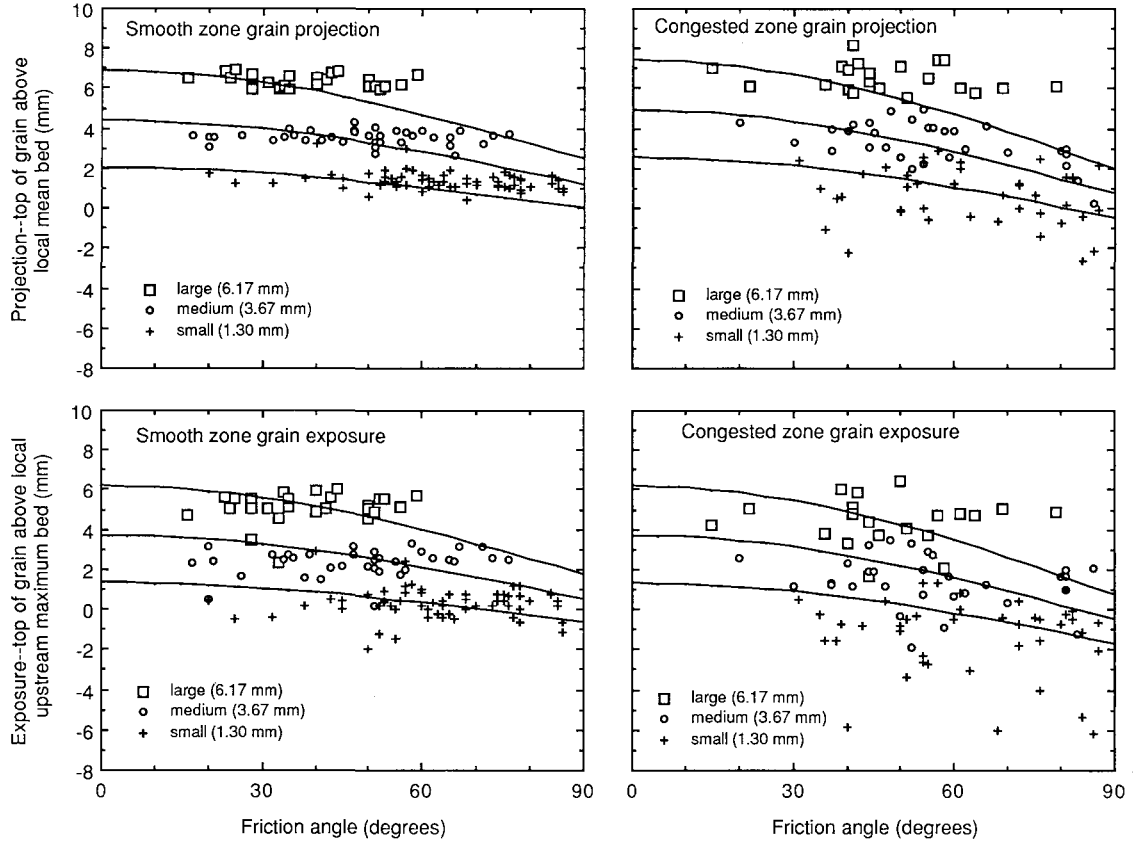 Smooth zone grain projection
Projection--top of grain above
local mean bed (mm)
10
8
6
4
2
0
-2
-4
-6
-8
large (6.17 mm)
medium (3.67 mm)
small (1.30 mm)
Congested zone grain projection
large (6.17 mm)
medium (3.67 mm)
small (1.30 mm)
Smooth zone grain exposure
Exposure--top of grain above local
upstream maximum bed (mm)
10
8
6
4
2
0
-2
-4
-6
-8
large (6.17 mm)
medium (3.67 mm)
small (1.30 mm)
0
30
60
90
Friction angle (degrees)
Congested zone grain exposure
large (6.17 mm)
medium (3.67 mm)
small (1.30 mm)
0
30
60
90
Friction angle (degrees)